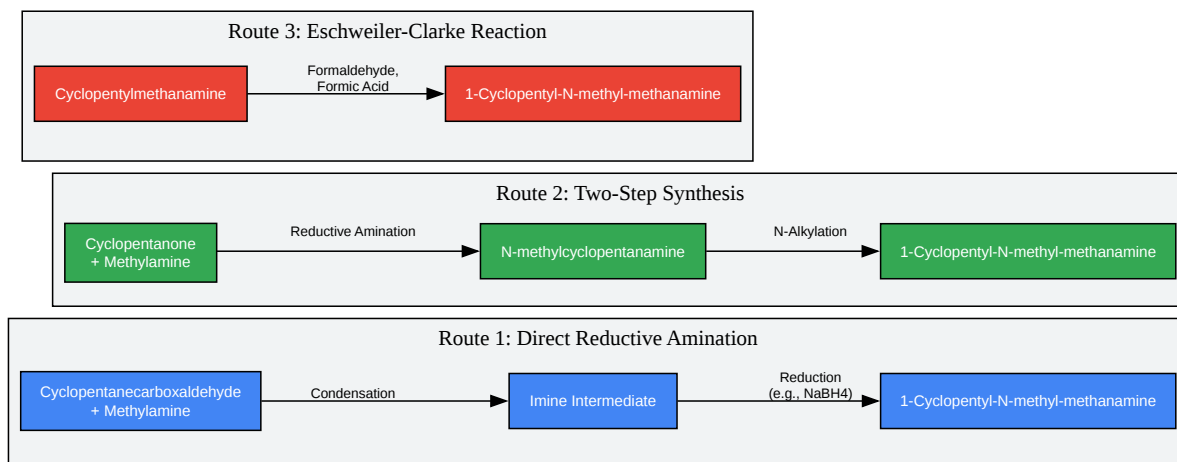 Route 3: Eschweiler-Clarke Reaction
Cyclopentylmethanamine
Formaldehyde,
Formic Acid
1-Cyclopentyl-N-methyl-methanamine
Route 2: Two-Step Synthesis
Cyclopentanone
+ Methylamine
Reductive Amination
N-methylcyclopentanamine
N-Alkylation
1-Cyclopentyl-N-methyl-methanamine
Route 1: Direct Reductive Amination
Cyclopentanecarboxaldehyde
+ Methylamine
Condensation
Imine Intermediate
Reduction
(e.g., NaBH4)
1-Cyclopentyl-N-methyl-methanamine